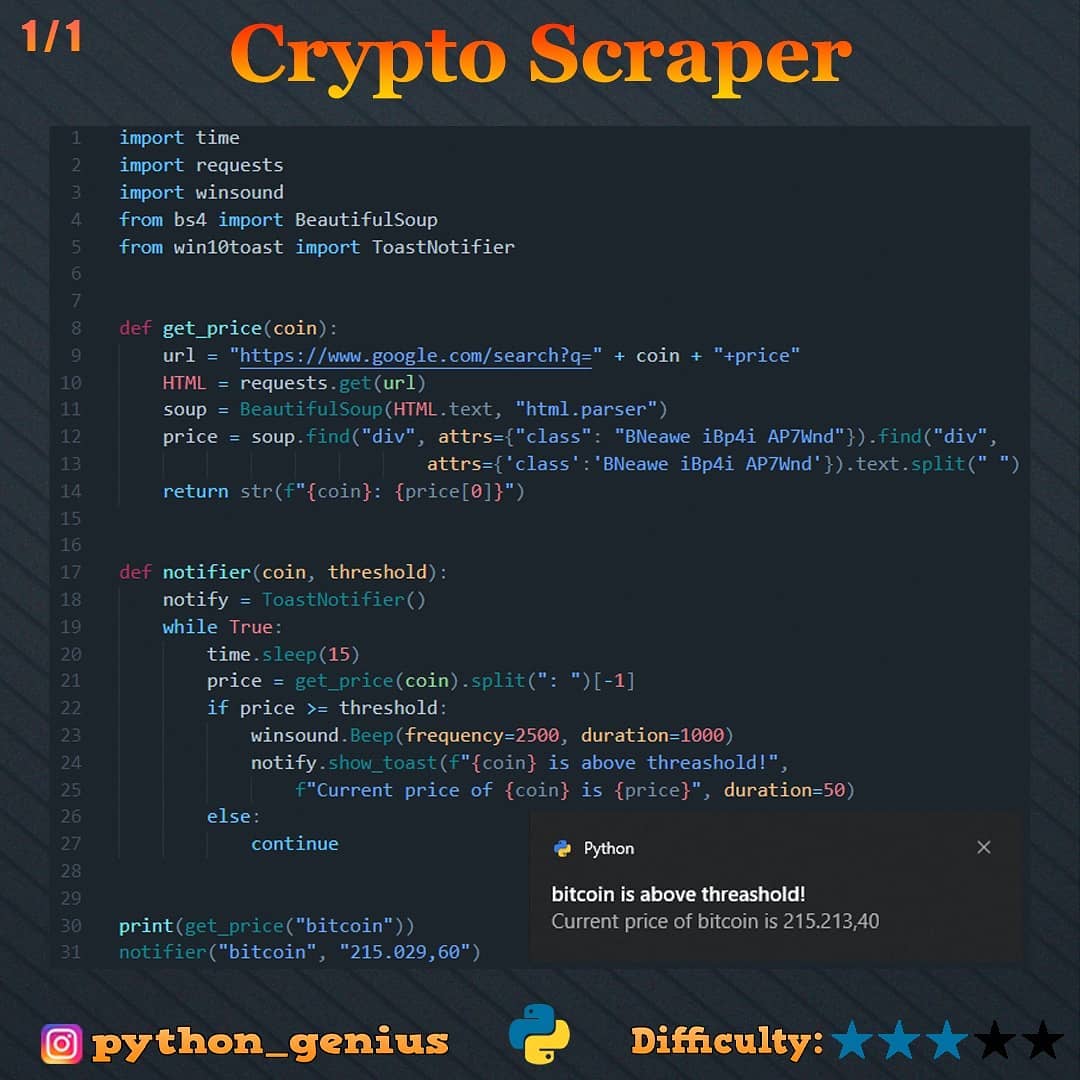 1/1
Crypto Scraper
1 import time
2 import requests
3 import winsound
4 from bs4 import BeautifulSoup
5 from win10toast import ToastNotifier
6
7
8 def get_price(coin):
9     url = "https://www.google.com/search?q=" + coin + "+price"
10     HTML = requests.get(url)
11     soup = BeautifulSoup(HTML.text, "html.parser")
12     price = soup.find("div", attrs={"class": "BNeawe iBp4i AP7Wnd"}).find("div",
13                             attrs={'class':'BNeawe iBp4i AP7Wnd'}).text.split(" ")
14     return str(f"{coin}: {price[0]}")
15
16
17 def notifier(coin, threshold):
18     notify = ToastNotifier()
19     while True:
20         time.sleep(15)
21         price = get_price(coin).split(": ")[-1]
22         if price >= threshold:
23             winsound.Beep(frequency=2500, duration=1000)
24             notify.show_toast(f"{coin} is above threashold!",
25                 f"Current price of {coin} is {price}", duration=50)
26         else:
27             continue
28
29
30 print(get_price("bitcoin"))
31 notifier("bitcoin", "215.029,60")
Python
bitcoin is above threashold!
Current price of bitcoin is 215.213,40
python_genius
Difficulty: